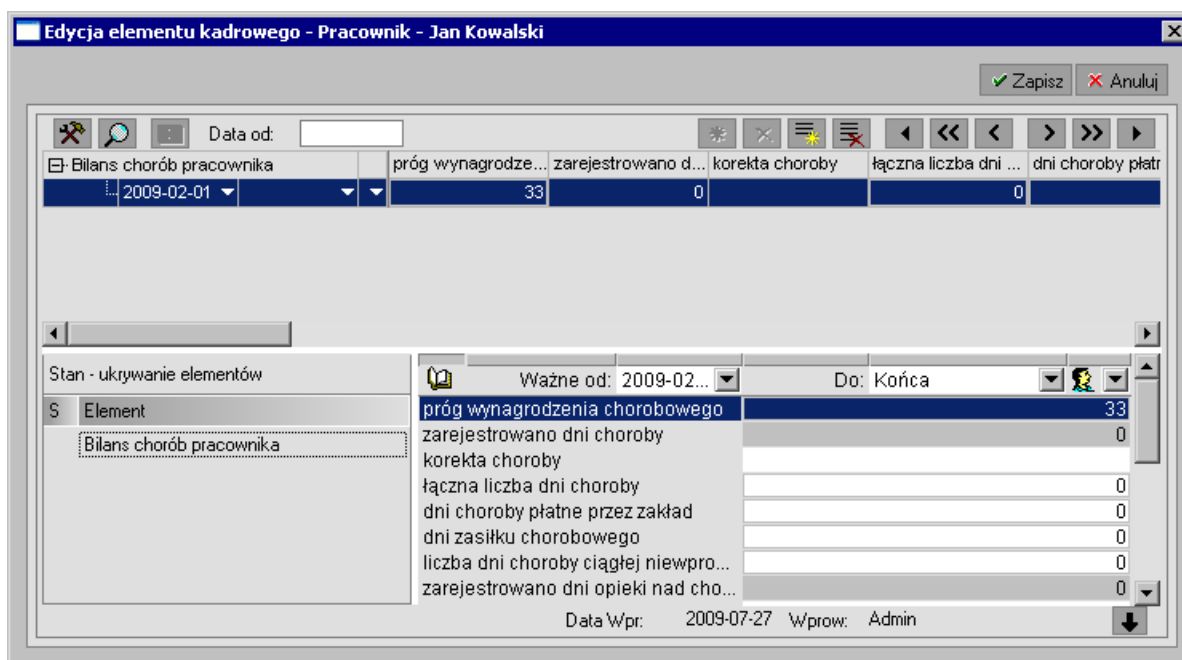 Edycja elementu kadrowego - Pracownik - Jan Kowalski
Zapisz Anuluj
Data od:
Bilans chorób pracownika próg wynagrodze... zarejestrowano d... korekta choroby łączna liczba dni ... dni choroby płatr
2009-02-01 33 0 0
Stan - ukrywanie elementów
Ważne od: 2009-02... Do: Końca
S Element
Bilans chorób pracownika
próg wynagrodzenia chorobowego 33
zarejestrowano dni choroby 0
korekta choroby
łączna liczba dni choroby 0
dni choroby płatne przez zakład 0
dni zasiłku chorobowego 0
liczba dni choroby ciągłej niewpro... 0
zarejestrowano dni opieki nad cho... 0
Data Wpr: 2009-07-27 Wprow: Admin